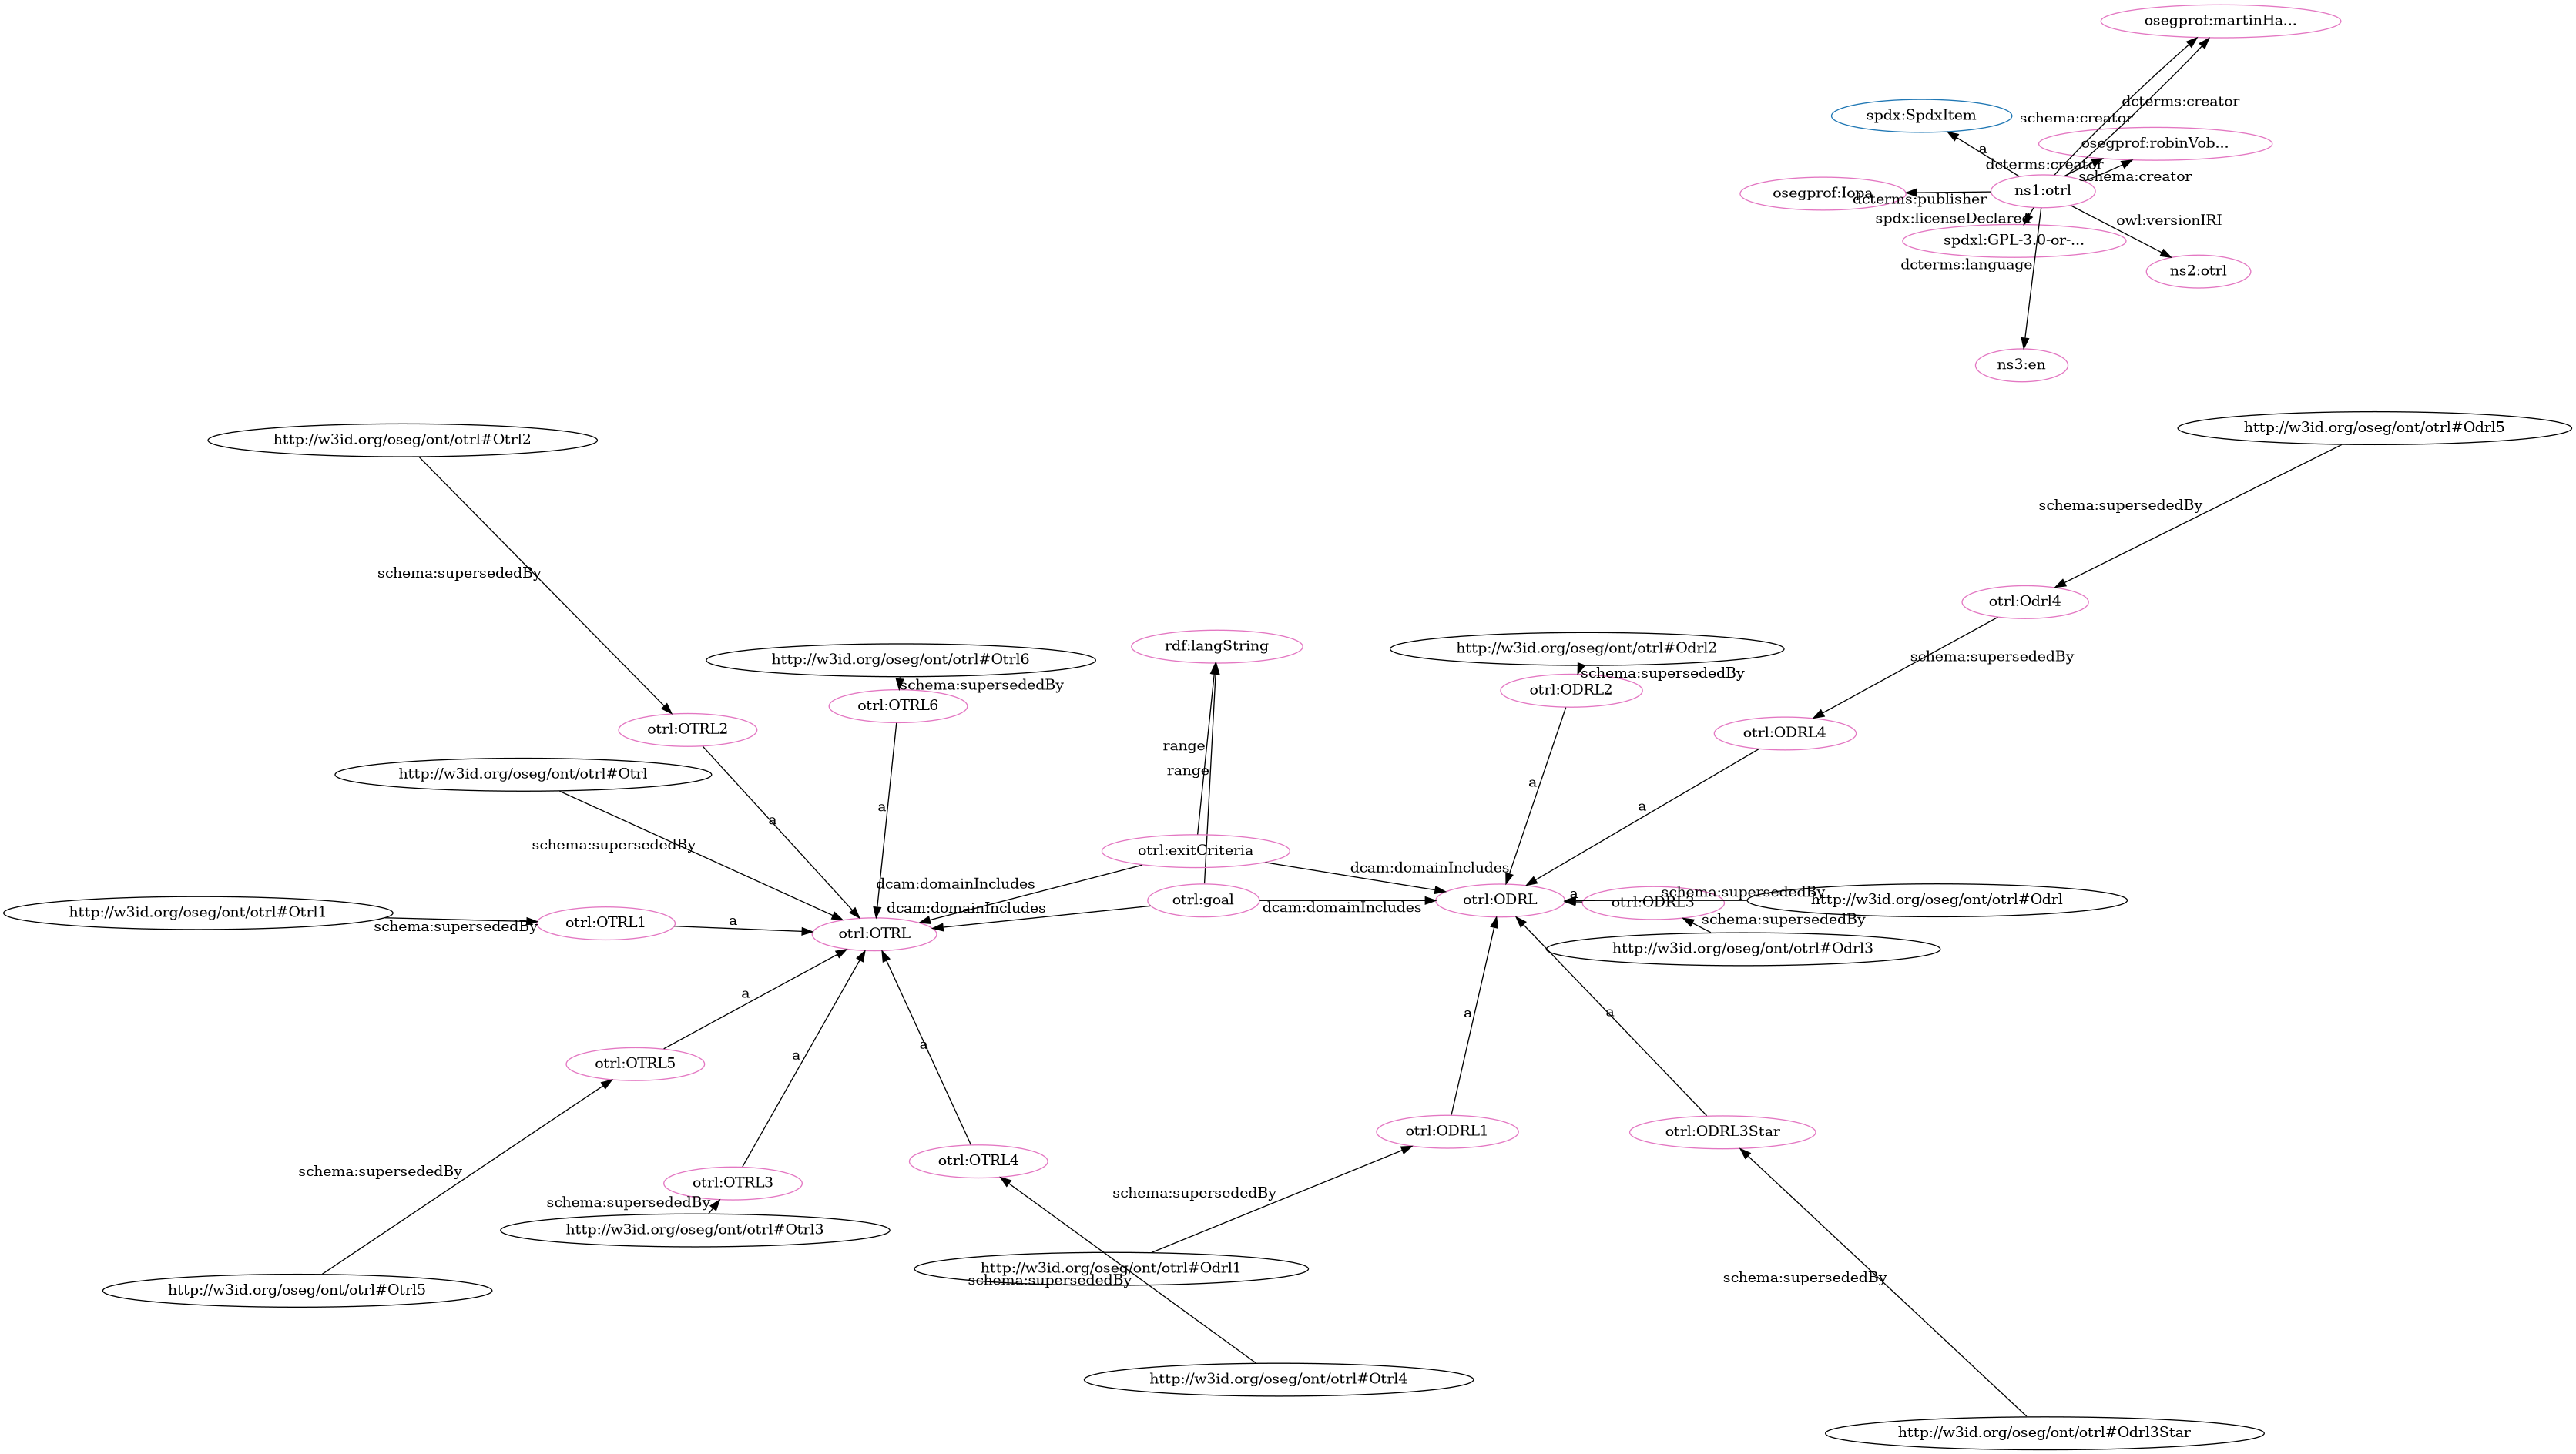 osegprof:martinHa...
dcterms:creator
spdx:SpdxItem
schema:creator
osegprof:robinVob...
a
dcterms:creator
schema:creator
ns1:otrl
osegprof:Iopa
dcterms:publisher
spdx:licenseDeclared
owl:versionIRI
spdxl:GPL-3.0-or-...
dcterms:language
ns2:otrl
ns3:en
http://w3id.org/oseg/ont/otrl#Odrl5
http://w3id.org/oseg/ont/otrl#Otrl2
schema:supersededBy
schema:supersededBy
otrl:Odrl4
rdf:langString
http://w3id.org/oseg/ont/otrl#Odrl2
schema:supersededBy
http://w3id.org/oseg/ont/otrl#Otrl6
schema:supersededBy
schema:supersededBy
otrl:ODRL2
otrl:OTRL6
otrl:OTRL2
otrl:ODRL4
range
range
http://w3id.org/oseg/ont/otrl#Otrl
a
a
a
a
schema:supersededBy
otrl:exitCriteria
dcam:domainIncludes
dcam:domainIncludes
schema:supersededBy
a
otrl:goal
otrl:ODRL
otrl:ODRL3
http://w3id.org/oseg/ont/otrl#Odrl
dcam:domainIncludes
dcam:domainIncludes
http://w3id.org/oseg/ont/otrl#Otrl1
schema:supersededBy
otrl:OTRL1
a
schema:supersededBy
otrl:OTRL
http://w3id.org/oseg/ont/otrl#Odrl3
a
a
a
a
a
otrl:OTRL5
otrl:ODRL1
otrl:ODRL3Star
otrl:OTRL4
schema:supersededBy
otrl:OTRL3
schema:supersededBy
schema:supersededBy
http://w3id.org/oseg/ont/otrl#Otrl3
http://w3id.org/oseg/ont/otrl#Odrl1
schema:supersededBy
schema:supersededBy
http://w3id.org/oseg/ont/otrl#Otrl5
http://w3id.org/oseg/ont/otrl#Otrl4
http://w3id.org/oseg/ont/otrl#Odrl3Star